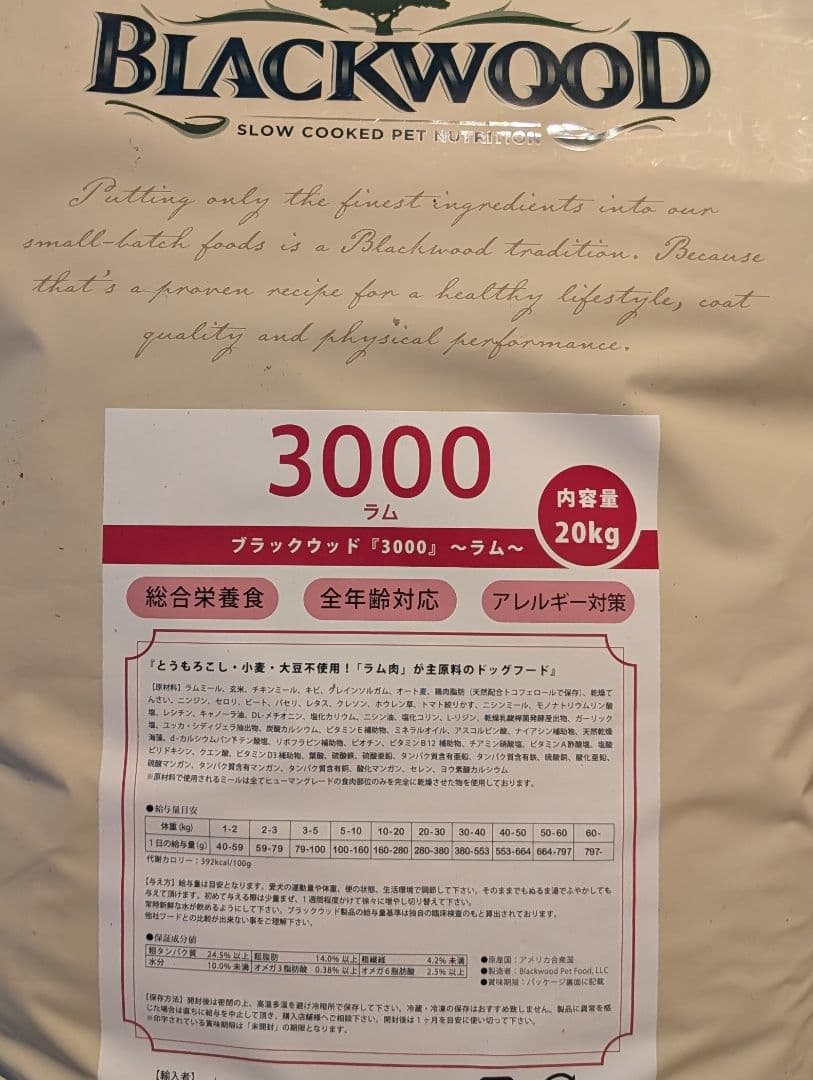 BLACKWOOD
SLOW COOKED PET NUTRITION
Putting only the finest ingredients into our
small-batch foods is a Blackwood tradition. Because
that's a proven recipe for a healthy lifestyle, coat
quality and physical performance.
3000
ラム
内容量
20kg
ブラックウッド『3000』～ラム～
総合栄養食 全年齢対応 アレルギー対策
『とうもろこし・小麦・大豆不使用！「ラム肉」が主原料のドッグフード』
【原材料】ラムミール、玄米、チキンミール、キビ、グレインソルガム、オート麦、鶏肉脂肪（天然配合トコフェロールで保存）、乾燥て
んさい、ニンジン、セロリ、ビート、パセリ、レタス、クレソン、ホウレン草、トマト絞りかす、ニシンミール、モノナトリウムリン酸
塩、レシチン、キャノーラ油、DL-メチオニン、塩化カリウム、ニシン油、塩化コリン、L-リジン、乾燥乳酸桿菌発酵産出物、ガーリック
塩、ユッカ・シディジェラ抽出物、炭酸カルシウム、ビタミンE補助物、ミネラルオイル、アスコルビン酸、ナイアシン補助物、天然乾燥
海藻、d-カルシウムパントテン酸塩、リボフラビン補助物、ビオチン、ビタミンB12補助物、チアミン硝酸塩、ビタミンA酢酸塩、塩酸
ピリドキシン、クエン酸、ビタミンD3補助物、葉酸、硫酸鉄、硫酸亜鉛、タンパク質含有亜鉛、タンパク質含有鉄、硫酸銅、酸化亜鉛、
硫酸マンガン、タンパク質含有マンガン、タンパク質含有銅、酸化マンガン、セレン、ヨウ素酸カルシウム
※原材料で使用されるミールは全てヒューマングレードの食肉部位のみを完全に乾燥させた物を使用しております。
●給与量目安
体重(kg) 1-2 2-3 3-5 5-10 10-20 20-30 30-40 40-50 50-60 60-
1日の給与量(g) 40-59 59-79 79-100 100-160 160-280 280-380 380-553 553-664 664-797 797-
代謝カロリー：392kcal/100g
【与え方】給与量は目安となります。愛犬の運動量や体重、便の状態、生活環境で調節して下さい。そのままでもぬるま湯でふやかしても
与えて頂けます。初めて与える際は少量まぜ、1週間程度かけて徐々に増やし切り替えて下さい。
常時新鮮な水が飲めるようにして下さい。ブラックウッド製品の給与量基準は独自の臨床検査のもと算出されております。
他社フードとの比較が出来ない事をご理解下さい。
●保証成分値
粗タンパク質 24.5%以上 粗脂肪 14.0%以上 粗繊維 4.2%未満
水分 10.0%未満 オメガ3脂肪酸 0.38%以上 オメガ6脂肪酸 2.5%以上
●原産国：アメリカ合衆国
●製造者：Blackwood Pet Food, LLC
●賞味期限：パッケージ裏面に記載
【保存方法】開封後は密閉の上、高温多湿を避け冷暗所で保存して下さい。冷蔵・冷凍の保存はおすすめ致しません。製品に異常を感
じた場合は直ちに給与を中止して頂き、購入店舗様へご相談下さい。開封後は1ヶ月を目安に使い切って下さい。
※印字されている賞味期限は「未開封」の期限となります。
【輸入者】